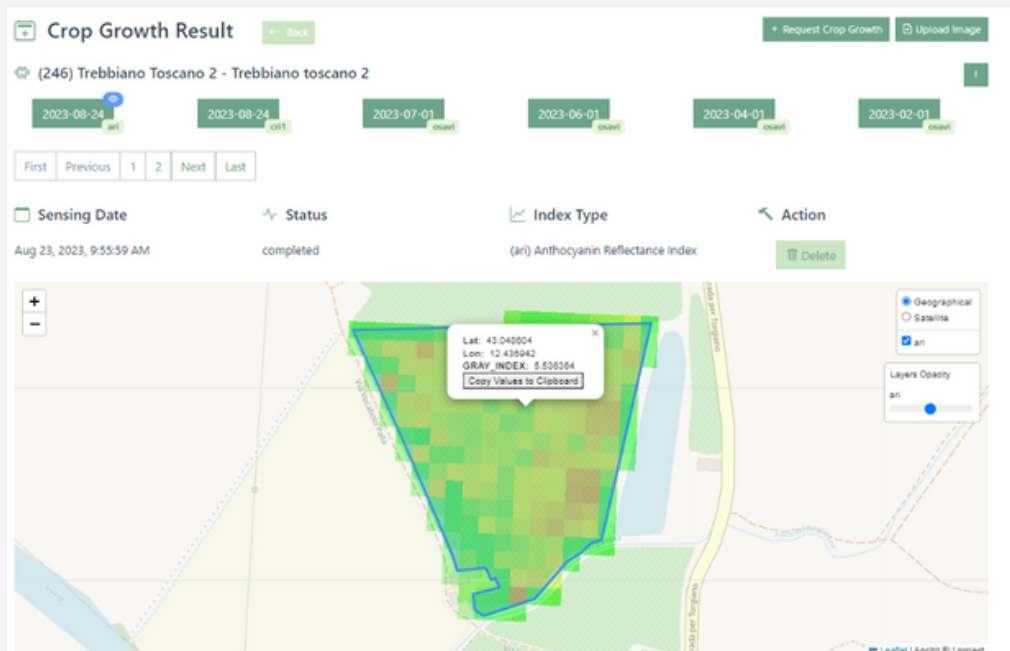 Crop Growth Result
← Back
+ Request Crop Growth
Upload Image
(246) Trebbiano Toscano 2 - Trebbiano toscano 2
2023-08-24
ari
2023-08-24
cri1
2023-07-01
osavi
2023-06-01
osavi
2023-04-01
osavi
2023-02-01
osavi
First Previous 1 2 Next Last
Sensing Date
Status
Index Type
Action
Aug 23, 2023, 9:55:59 AM
completed
(ari) Anthocyanin Reflectance Index
Delete
+
−
Geographical
Satellite
ari
Layers Opacity
ari
×
Lat: 43.048604
Lon: 12.436942
GRAY_INDEX: 5.536364
Copy Values to Clipboard
rada per Torgiano
rada per Torgiano
Leaflet